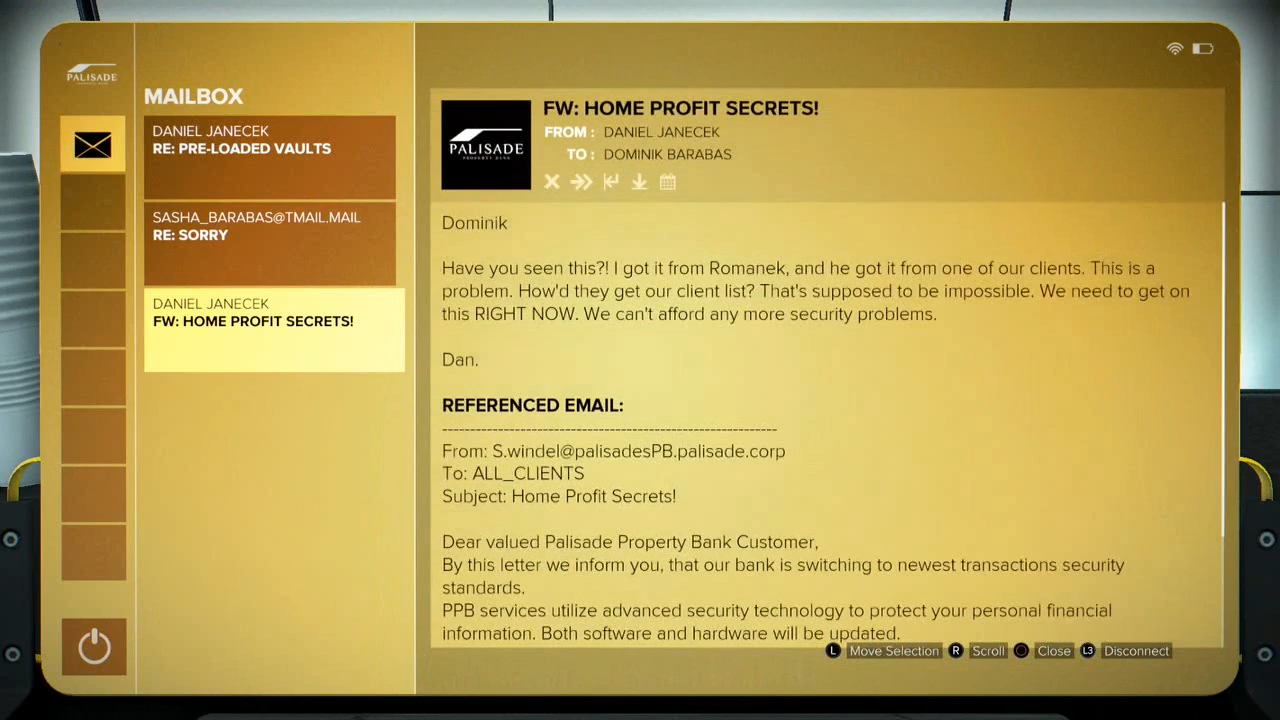 PALISADE
MAILBOX
DANIEL JANECEK
RE: PRE-LOADED VAULTS
SASHA_BARABAS@TMAIL.MAIL
RE: SORRY
DANIEL JANECEK
FW: HOME PROFIT SECRETS!
PALISADE
PROPERTY BANK
FW: HOME PROFIT SECRETS!
FROM : DANIEL JANECEK
TO : DOMINIK BARABAS
Dominik
Have you seen this?! I got it from Romanek, and he got it from one of our clients. This is a
problem. How'd they get our client list? That's supposed to be impossible. We need to get on
this RIGHT NOW. We can't afford any more security problems.
Dan.
REFERENCED EMAIL:
------------------------------------------------------------
From: S.windel@palisadesPB.palisade.corp
To: ALL_CLIENTS
Subject: Home Profit Secrets!
Dear valued Palisade Property Bank Customer,
By this letter we inform you, that our bank is switching to newest transactions security
standards.
PPB services utilize advanced security technology to protect your personal financial
information. Both software and hardware will be updated.
L Move Selection R Scroll Close L3 Disconnect